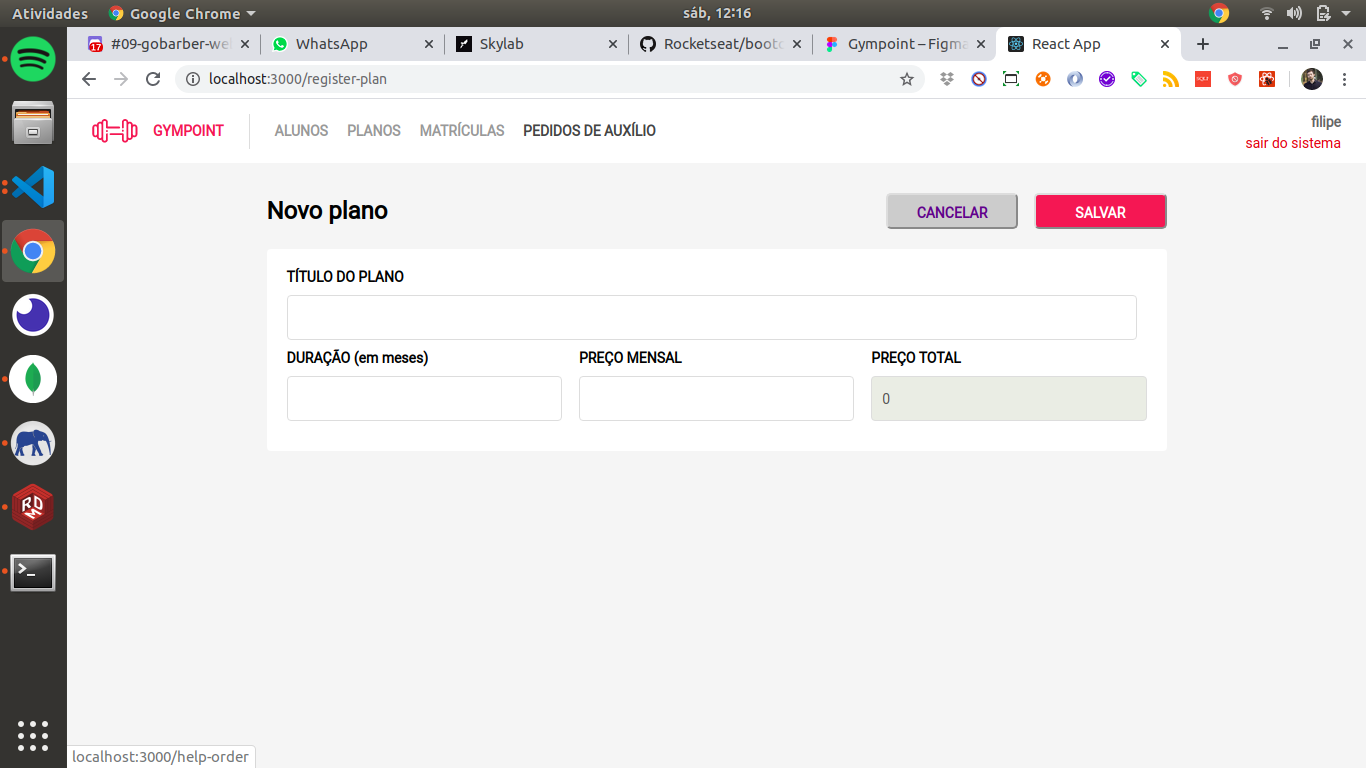 Atividades Google Chrome sáb, 12:16
17 #09-gobarber-we WhatsApp Skylab Rocketseat/bootc Gympoint – Figma React App
localhost:3000/register-plan
GYMPOINT ALUNOS PLANOS MATRÍCULAS PEDIDOS DE AUXÍLIO filipe
sair do sistema
Novo plano CANCELAR SALVAR
TÍTULO DO PLANO
DURAÇÃO (em meses) PREÇO MENSAL PREÇO TOTAL
0
RDM
localhost:3000/help-order